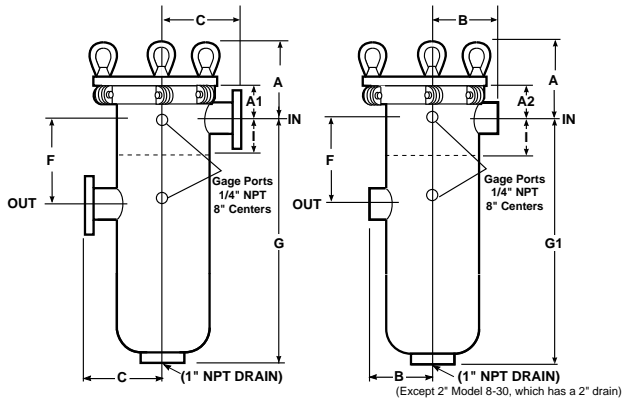 C
A
A1
IN
I
F
Gage Ports
1/4" NPT
8" Centers
OUT
G
C
(1" NPT DRAIN)
B
A
A2
IN
I
F
Gage Ports
1/4" NPT
8" Centers
OUT
G1
B
(1" NPT DRAIN)
(Except 2" Model 8-30, which has a 2" drain)